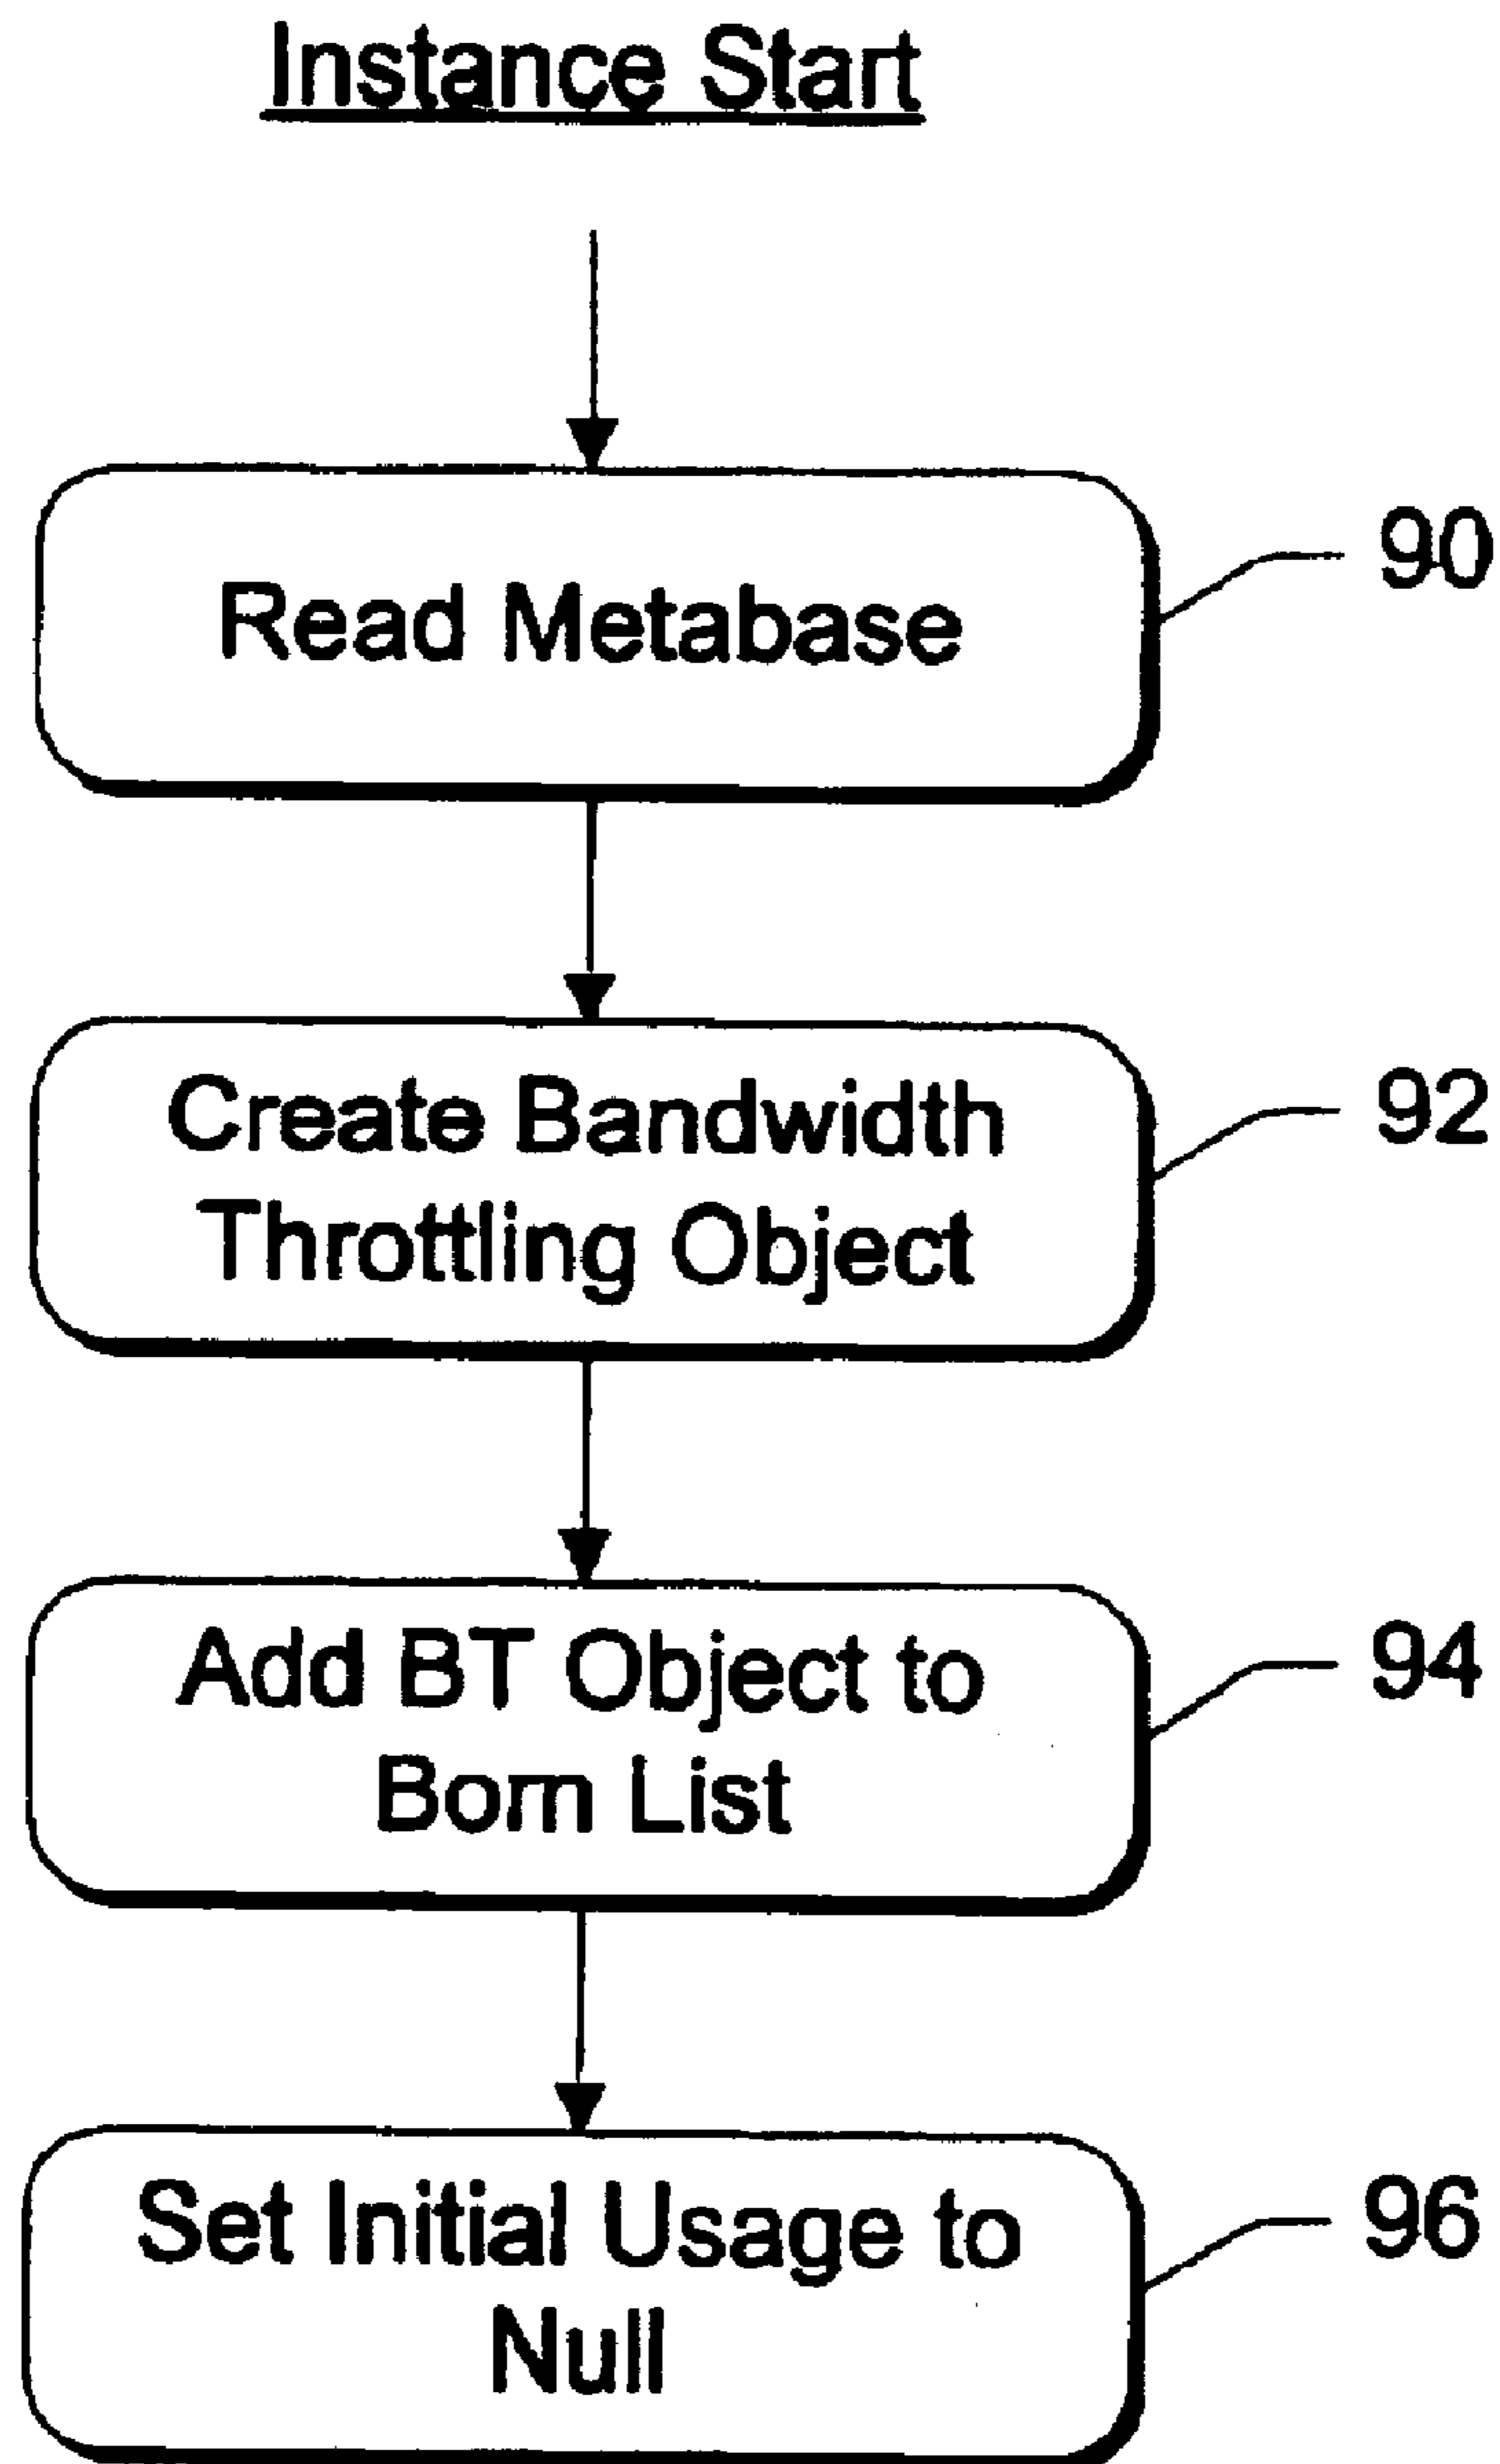 Instance Start
Read Metabase
90
Create Bandwidth
Throttling Object
92
Add BT Object to
Born List
94
Set Initial Usage to
Null
96